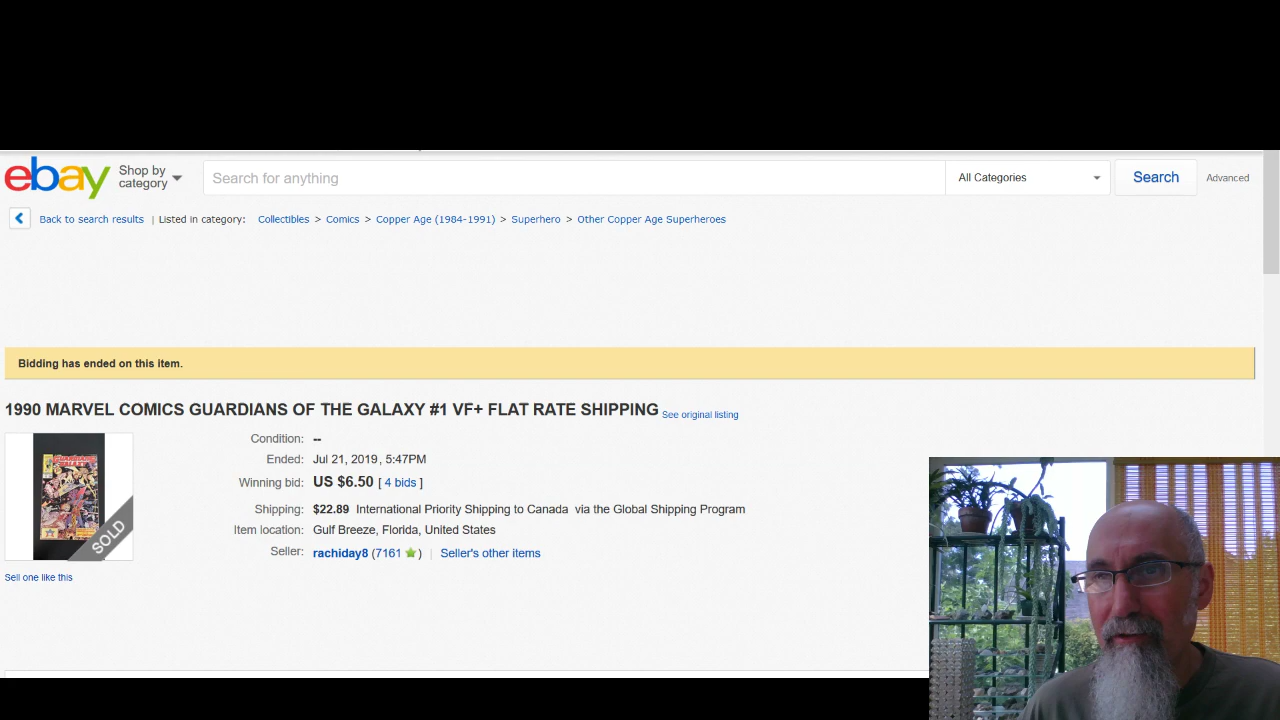 ebay
Shop by
category
Search for anything
All Categories
Search
Advanced
Back to search results | Listed in category: Collectibles > Comics > Copper Age (1984-1991) > Superhero > Other Copper Age Superheroes
Bidding has ended on this item.
1990 MARVEL COMICS GUARDIANS OF THE GALAXY #1 VF+ FLAT RATE SHIPPING See original listing
Condition: --
Ended: Jul 21, 2019 , 5:47PM
Winning bid: US $6.50 [ 4 bids ]
Shipping: $22.89 International Priority Shipping to Canada via the Global Shipping Program
Item location: Gulf Breeze, Florida, United States
Seller: rachiday8 (7161 ) | Seller's other items
SOLD
Sell one like this